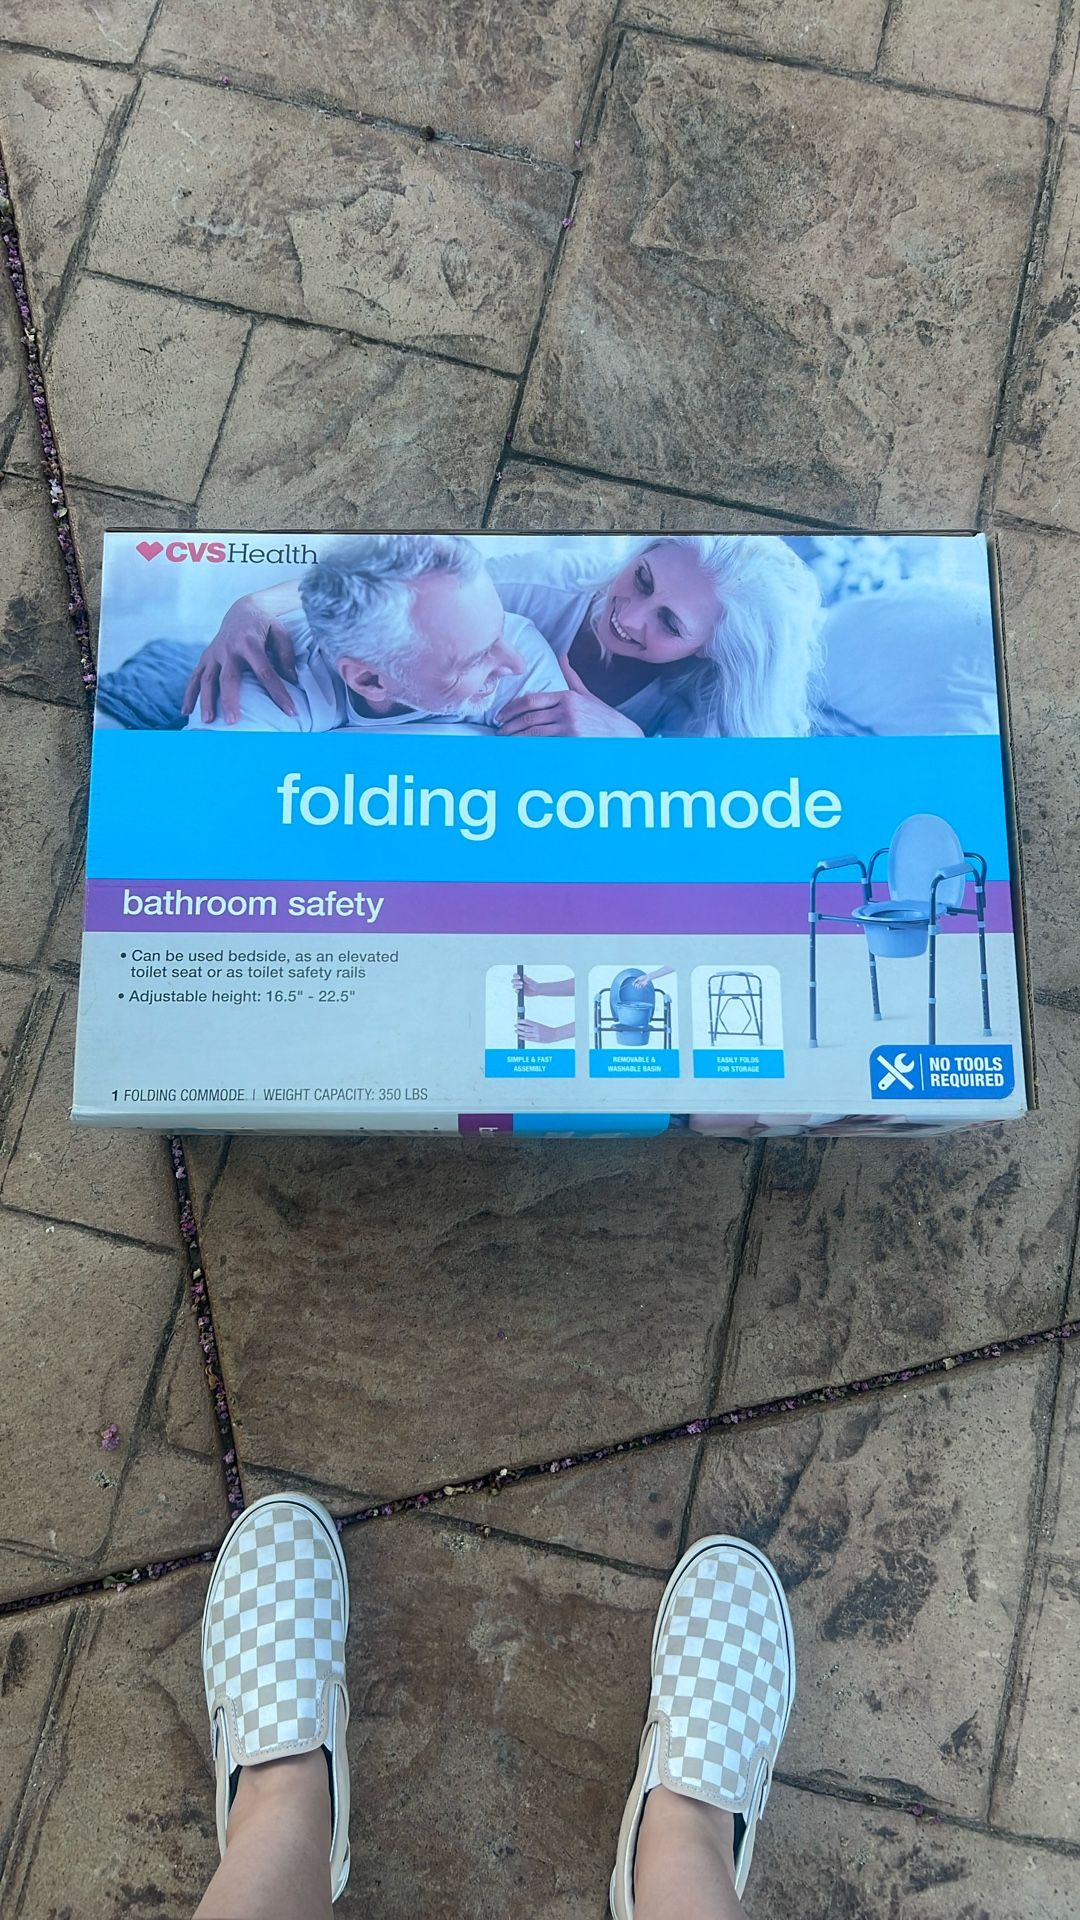 CVSHealth
folding commode
bathroom safety
• Can be used bedside, as an elevated
toilet seat or as toilet safety rails
• Adjustable height: 16.5" - 22.5"
SIMPLE & FAST
ASSEMBLY
REMOVABLE &
WASHABLE BASIN
EASILY FOLDS
FOR STORAGE
NO TOOLS
REQUIRED
1 FOLDING COMMODE | WEIGHT CAPACITY: 350 LBS